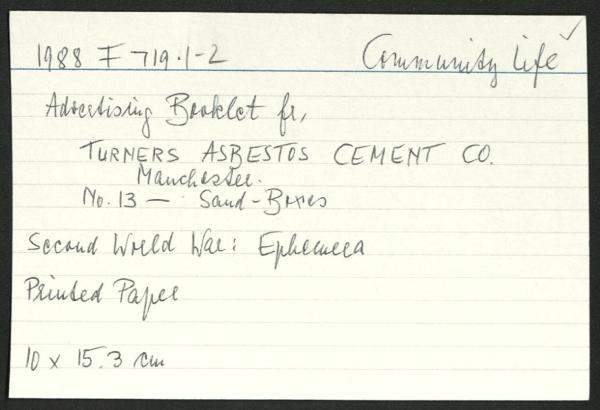 1988 F 719.1-2 Community Life ✓
Advertising Booklet fr,
TURNERS ASBESTOS CEMENT CO.
Manchester.
No. 13 — Sand-Boxes
Second World War: Ephemera
Printed Paper
10 x 15.3 cm